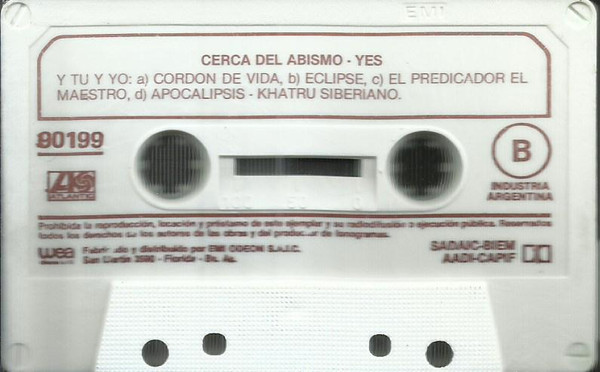 EMI
CERCA DEL ABISMO - YES
Y TU Y YO: a) CORDON DE VIDA, b) ECLIPSE, c) EL PREDICADOR EL
MAESTRO, d) APOCALIPSIS - KHATRU SIBERIANO.
90199
B
ATLANTIC
INDUSTRIA
ARGENTINA
Prohibida la reproducción, locación y préstamo de este ejemplar y su radiodifusión o ejecución pública. Reservados
todos los derechos de los autores de las obras y del productor de fonogramas.
wea
Fabricado y distribuido por EMI ODEON S.A.I.C.
San Martín - Florida - Bs. As.
SADAIC-BIEM
AADI-CAPIF